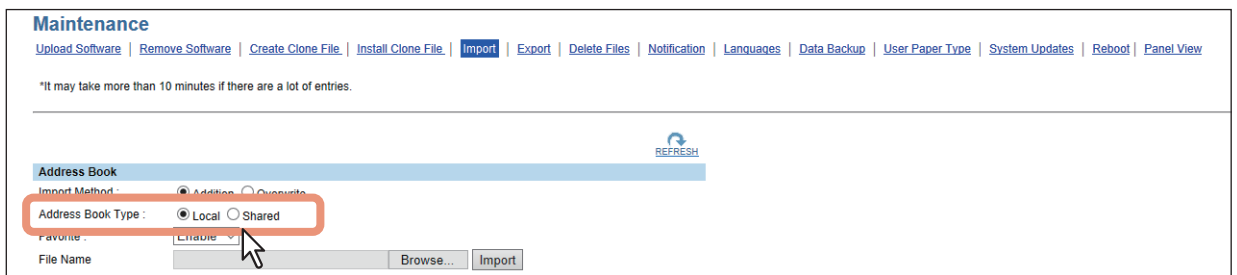 Maintenance
Upload Software | Remove Software | Create Clone File | Install Clone File | Import | Export | Delete Files | Notification | Languages | Data Backup | User Paper Type | System Updates | Reboot | Panel View
*It may take more than 10 minutes if there are a lot of entries.
REFRESH
Address Book
Import Method : Addition Overwrite
Address Book Type : Local Shared
Favorite : Enable
File Name Browse... Import